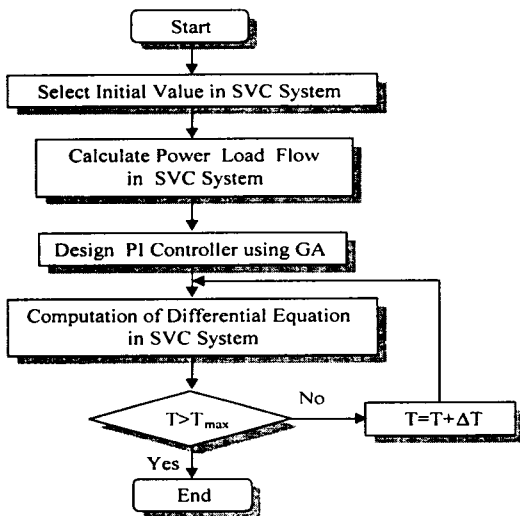 Start
Select Initial Value in SVC System
Calculate Power Load Flow
in SVC System
Design PI Controller using GA
Computation of Differential Equation
in SVC System
T>Tmax
No
T=T+ΔT
Yes
End